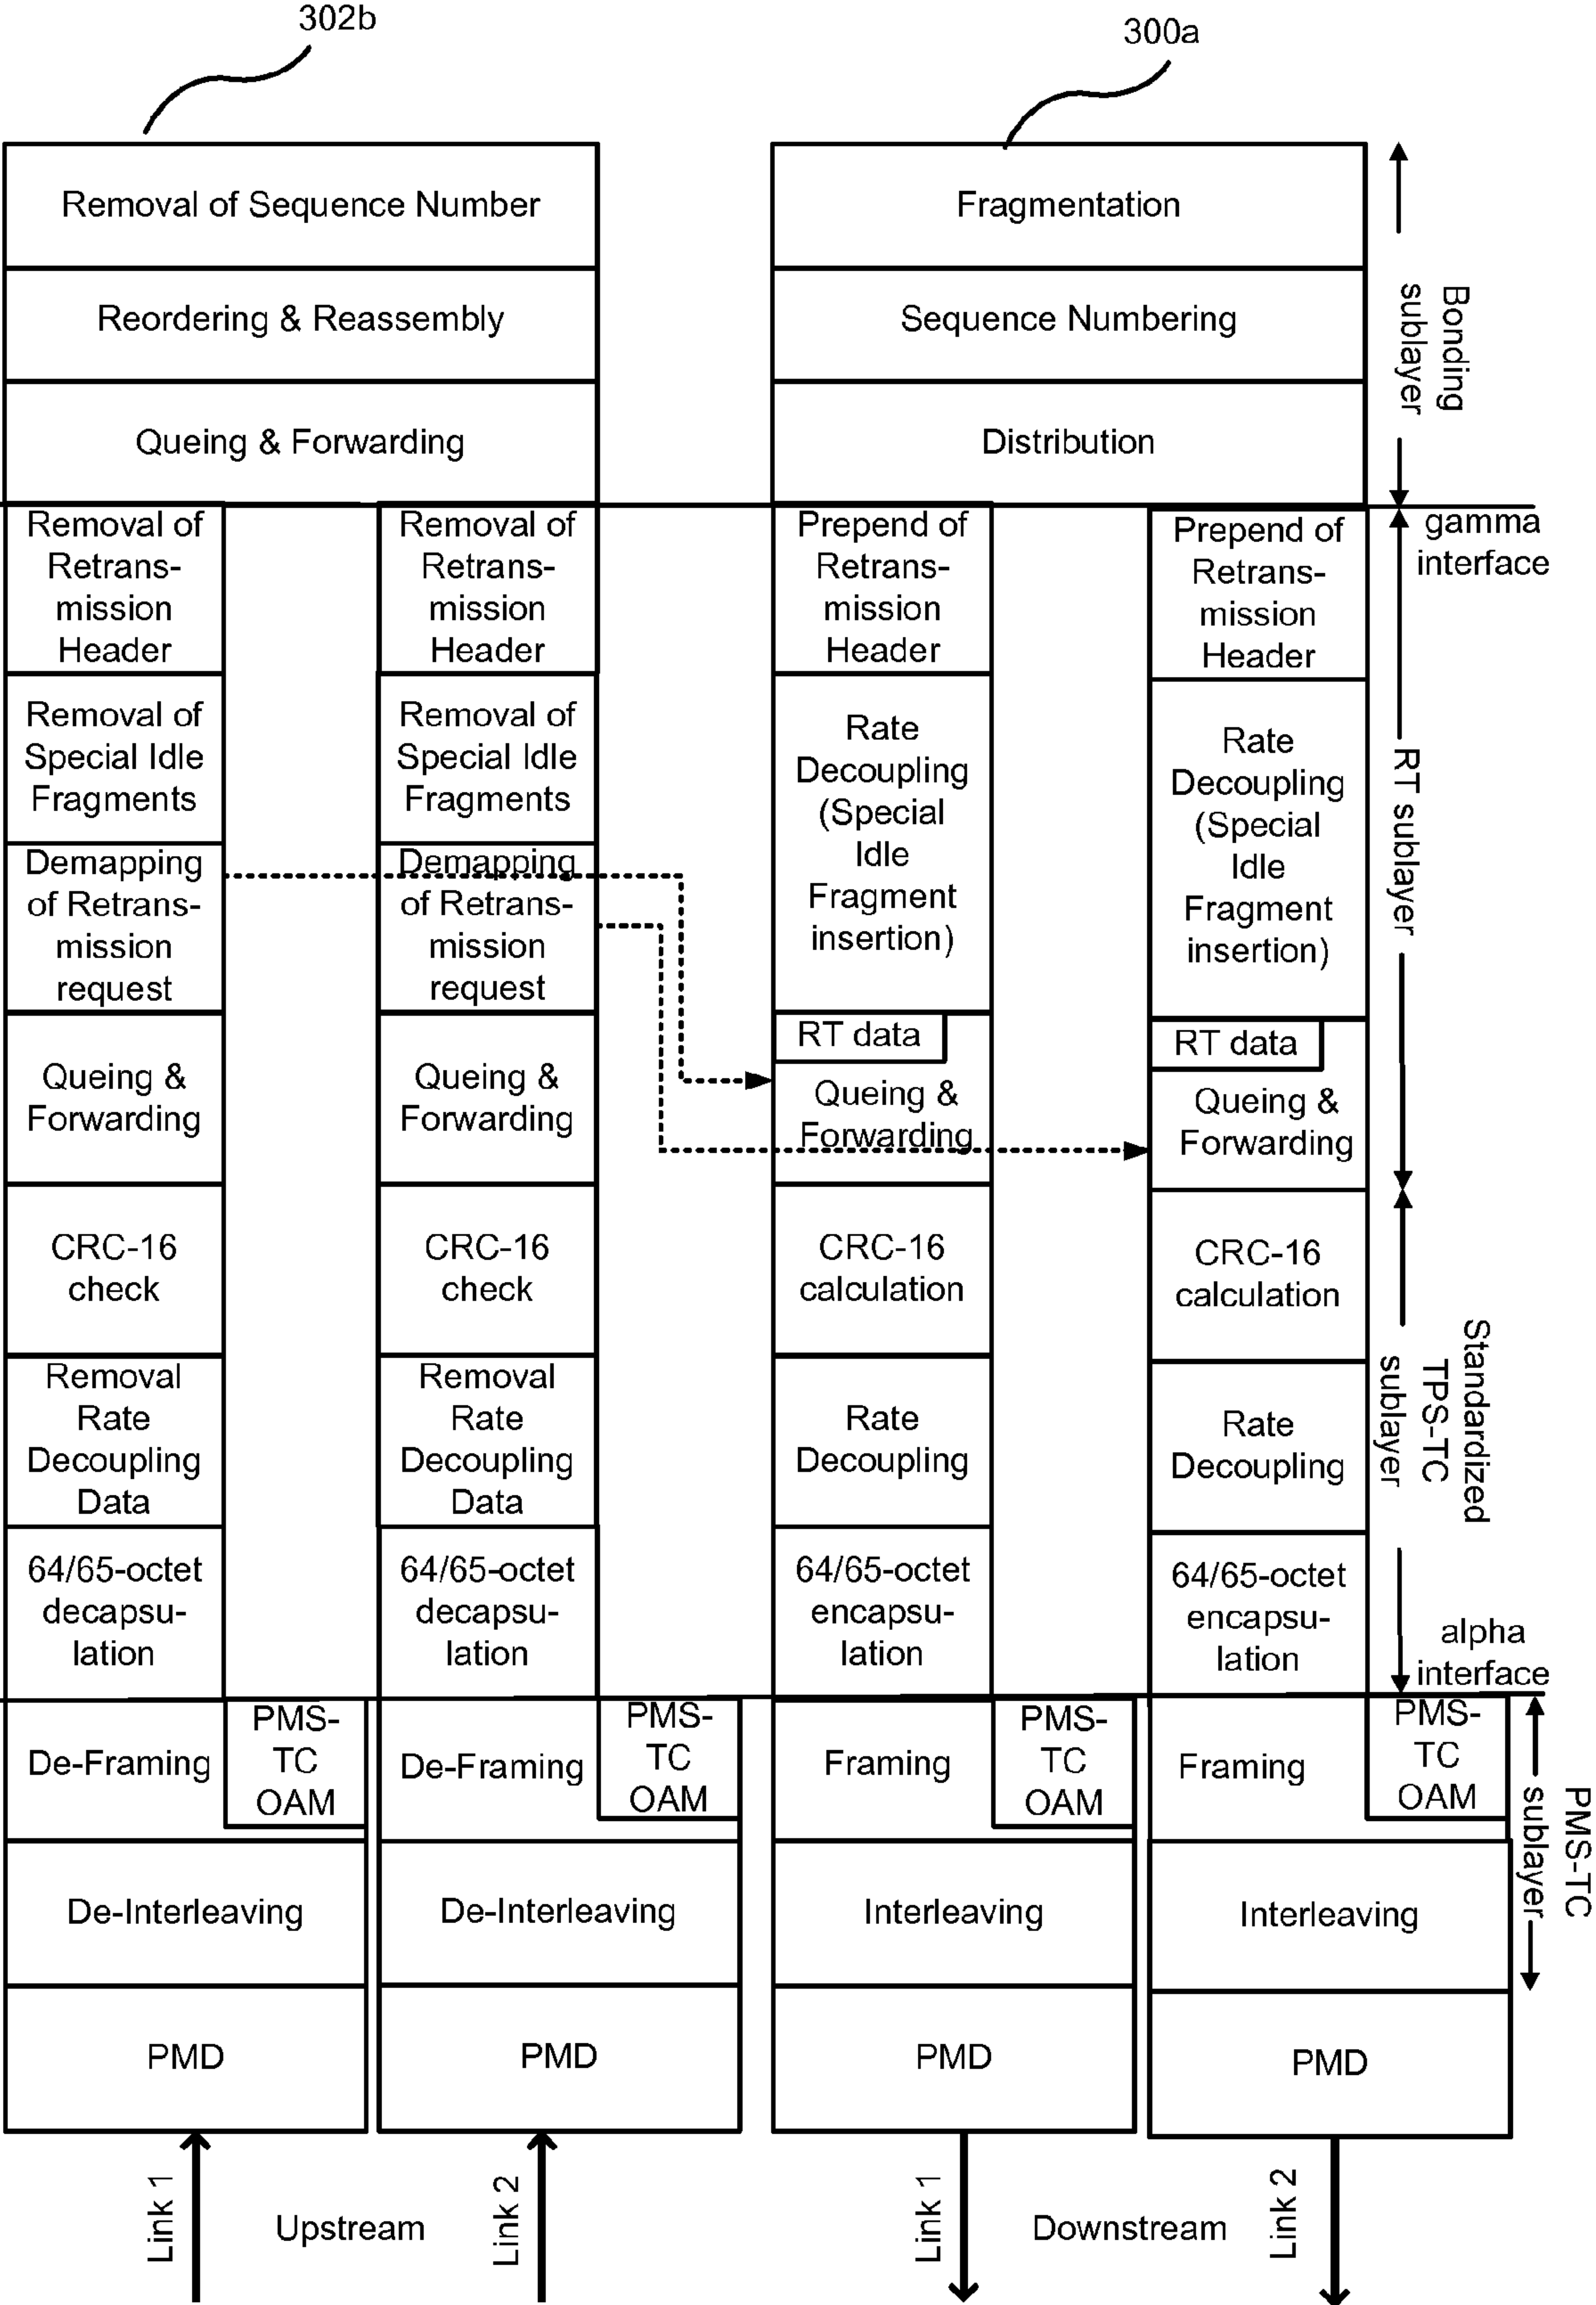 302b
300a
Removal of Sequence Number
Reordering & Reassembly
Queing & Forwarding
Fragmentation
Sequence Numbering
Distribution
Bonding
sublayer
gamma
interface
Removal of
Retrans-
mission
Header
Removal of
Special Idle
Fragments
Demapping
of Retrans-
mission
request
Queing &
Forwarding
CRC-16
check
Removal
Rate
Decoupling
Data
64/65-octet
decapsu-
lation
Removal of
Retrans-
mission
Header
Removal of
Special Idle
Fragments
Demapping
of Retrans-
mission
request
Queing &
Forwarding
CRC-16
check
Removal
Rate
Decoupling
Data
64/65-octet
decapsu-
lation
Prepend of
Retrans-
mission
Header
Rate
Decoupling
(Special
Idle
Fragment
insertion)
RT data
Queing &
Forwarding
CRC-16
calculation
Rate
Decoupling
64/65-octet
encapsu-
lation
Prepend of
Retrans-
mission
Header
Rate
Decoupling
(Special
Idle
Fragment
insertion)
RT data
Queing &
Forwarding
CRC-16
calculation
Rate
Decoupling
64/65-octet
encapsu-
lation
RT sublayer
Standardized
TPS-TC
sublayer
alpha
interface
De-Framing
PMS-
TC
OAM
De-Interleaving
PMD
De-Framing
PMS-
TC
OAM
De-Interleaving
PMD
Framing
PMS-
TC
OAM
Interleaving
PMD
Framing
PMS-
TC
OAM
Interleaving
PMD
PMS-TC
sublayer
Link 1
Upstream
Link 2
Link 1
Downstream
Link 2